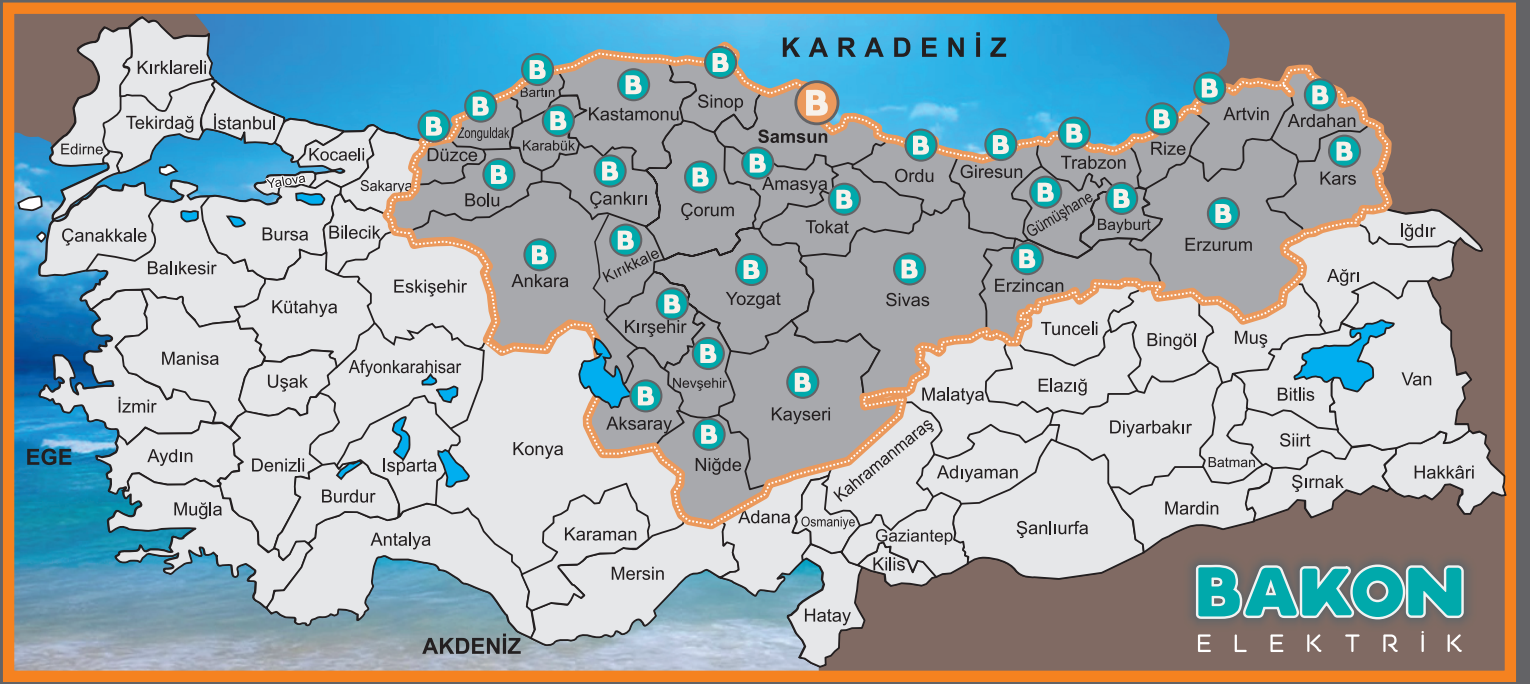 KARADENİZ
Kırklareli
Tekirdağ
İstanbul
Edirne
Kocaeli
Yalova
Sakarya
Çanakkale
Balıkesir
Bursa
Bilecik
Kütahya
Eskişehir
Manisa
Uşak
Afyonkarahisar
İzmir
EGE
Aydın
Denizli
Isparta
Muğla
Burdur
Antalya
Konya
Karaman
Mersin
AKDENİZ
B
Düzce
B
Zonguldak
B
Bartın
B
Karabük
B
Kastamonu
B
Sinop
B
Samsun
B
Bolu
B
Çankırı
B
Çorum
B
Amasya
B
Tokat
B
Ordu
B
Giresun
B
Trabzon
B
Rize
B
Artvin
B
Ardahan
B
Kars
B
Gümüşhane
B
Bayburt
B
Erzurum
B
Erzincan
B
Ankara
B
Kırıkkale
B
Yozgat
B
Sivas
B
Kırşehir
B
Nevşehir
B
Kayseri
B
Aksaray
B
Niğde
Iğdır
Ağrı
Tunceli
Bingöl
Muş
Van
Bitlis
Malatya
Elazığ
Diyarbakır
Siirt
Batman
Şırnak
Hakkâri
Mardin
Kahramanmaraş
Adıyaman
Şanlıurfa
Adana
Osmaniye
Gaziantep
Kilis
Hatay
BAKON
ELEKTRİK